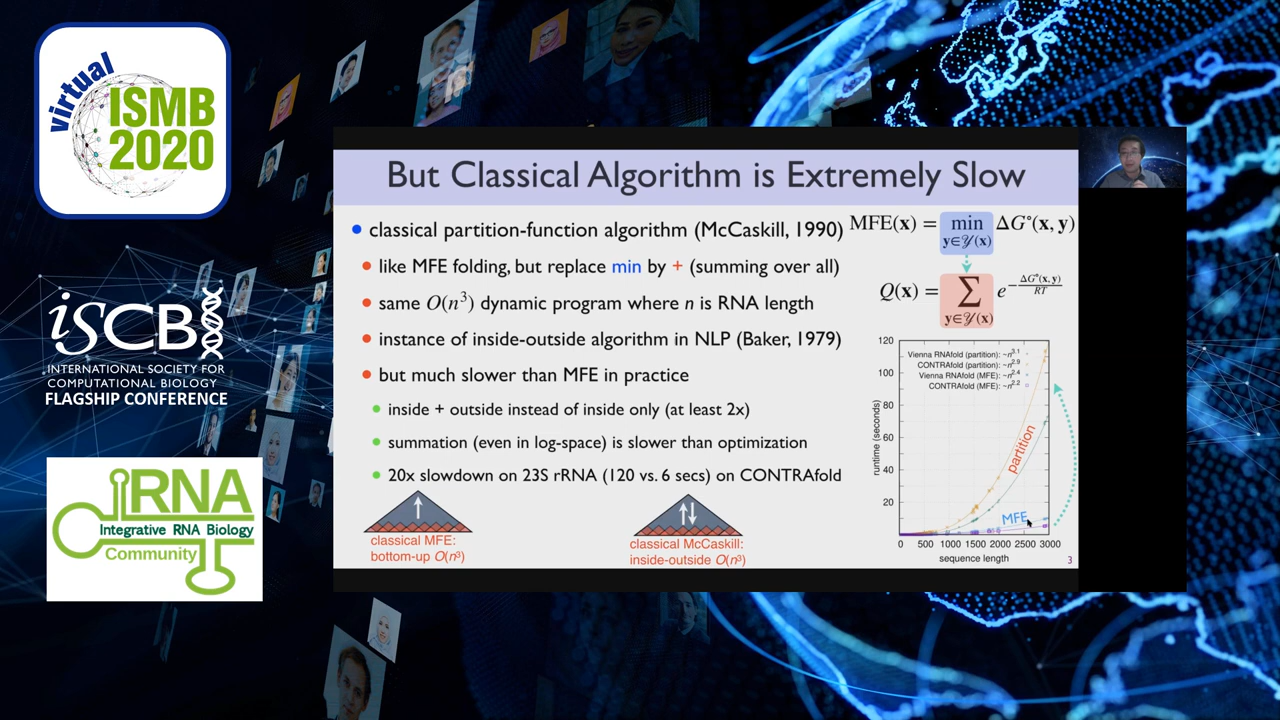 virtual
ISMB
2020
iSCB
INTERNATIONAL SOCIETY FOR
COMPUTATIONAL BIOLOGY
FLAGSHIP CONFERENCE
iRNA
Integrative RNA Biology
Community
But Classical Algorithm is Extremely Slow
classical partition-function algorithm (McCaskill, 1990)
like MFE folding, but replace min by + (summing over all)
same O(n³) dynamic program where n is RNA length
instance of inside-outside algorithm in NLP (Baker, 1979)
but much slower than MFE in practice
inside + outside instead of inside only (at least 2x)
summation (even in log-space) is slower than optimization
20x slowdown on 23S rRNA (120 vs. 6 secs) on CONTRAfold
classical MFE:
bottom-up O(n³)
classical McCaskill:
inside-outside O(n³)
MFE(x) = min y∈𝒴(x) ΔG°(x, y)
Q(x) = ∑ y∈𝒴(x) e^−ΔG°(x,y)/RT
Vienna RNAfold (partition): ~n^3.1
CONTRAfold (partition): ~n^2.9
Vienna RNAfold (MFE): ~n^2.4
CONTRAfold (MFE): ~n^2.2
120
100
80
60
40
20
runtime (seconds)
partition
MFE
0 500 1000 1500 2000 2500 3000
sequence length
3